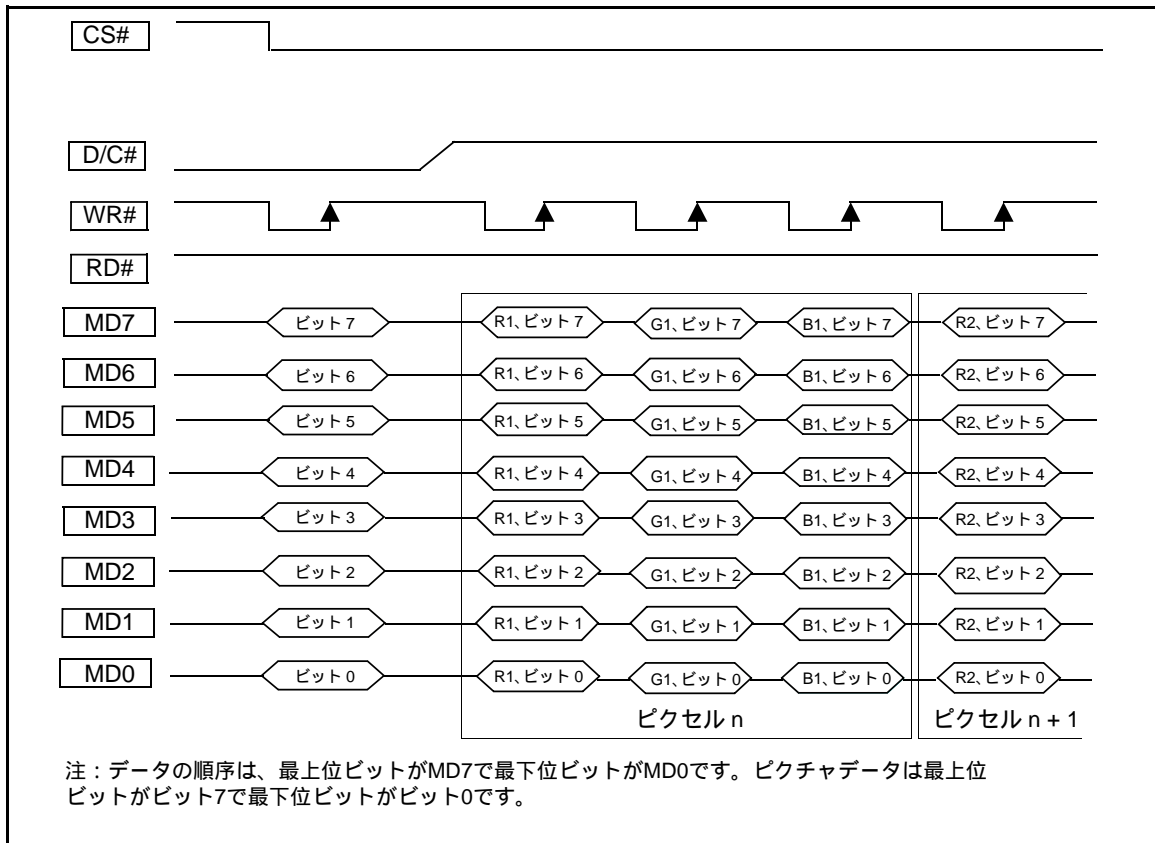 CS#
D/C#
WR#
RD#
MD7 ビット 7 R1、ビット 7 G1、ビット 7 B1、ビット 7 R2、ビット 7
MD6 ビット 6 R1、ビット 6 G1、ビット 6 B1、ビット 6 R2、ビット 6
MD5 ビット 5 R1、ビット 5 G1、ビット 5 B1、ビット 5 R2、ビット 5
MD4 ビット 4 R1、ビット 4 G1、ビット 4 B1、ビット 4 R2、ビット 4
MD3 ビット 3 R1、ビット 3 G1、ビット 3 B1、ビット 3 R2、ビット 3
MD2 ビット 2 R1、ビット 2 G1、ビット 2 B1、ビット 2 R2、ビット 2
MD1 ビット 1 R1、ビット 1 G1、ビット 1 B1、ビット 1 R2、ビット 1
MD0 ビット 0 R1、ビット 0 G1、ビット 0 B1、ビット 0 R2、ビット 0
ピクセル n ピクセル n + 1
注：データの順序は、最上位ビットがMD7で最下位ビットがMD0です。ピクチャデータは最上位
ビットがビット7で最下位ビットがビット0です。